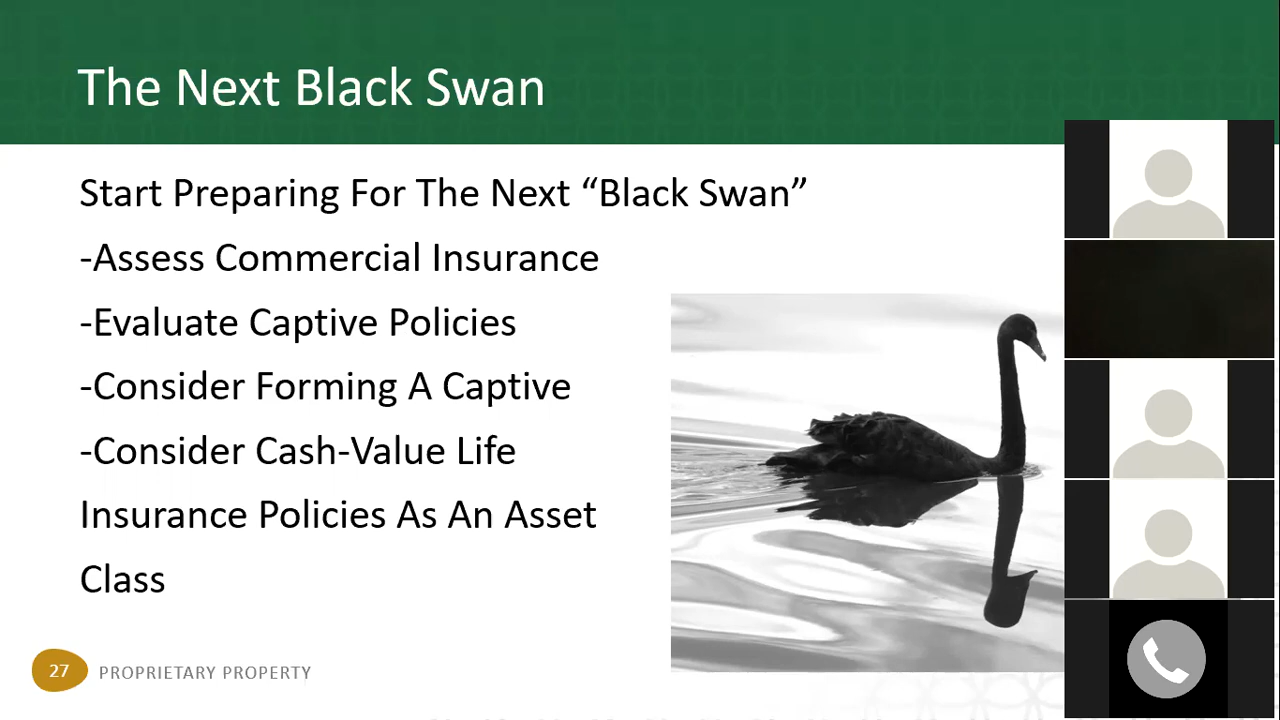 The Next Black Swan
Start Preparing For The Next “Black Swan”
-Assess Commercial Insurance
-Evaluate Captive Policies
-Consider Forming A Captive
-Consider Cash-Value Life
Insurance Policies As An Asset
Class
27 PROPRIETARY PROPERTY